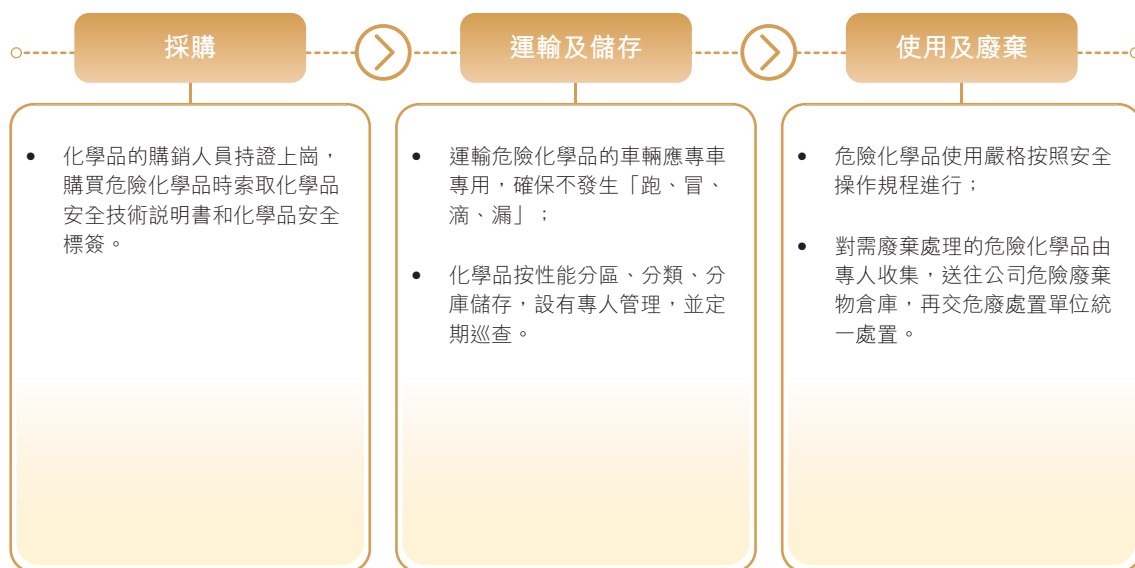 採購
運輸及儲存
使用及廢棄
• 化學品的購銷人員持證上崗，
購買危險化學品時索取化學品
安全技術説明書和化學品安全
標簽。
• 運輸危險化學品的車輛應專車
專用，確保不發生「跑、冒、
滴、漏」；
• 化學品按性能分區、分類、分
庫儲存，設有專人管理，並定
期巡查。
• 危險化學品使用嚴格按照安全
操作規程進行；
• 對需廢棄處理的危險化學品由
專人收集，送往公司危險廢棄
物倉庫，再交危廢處置單位統
一處置。